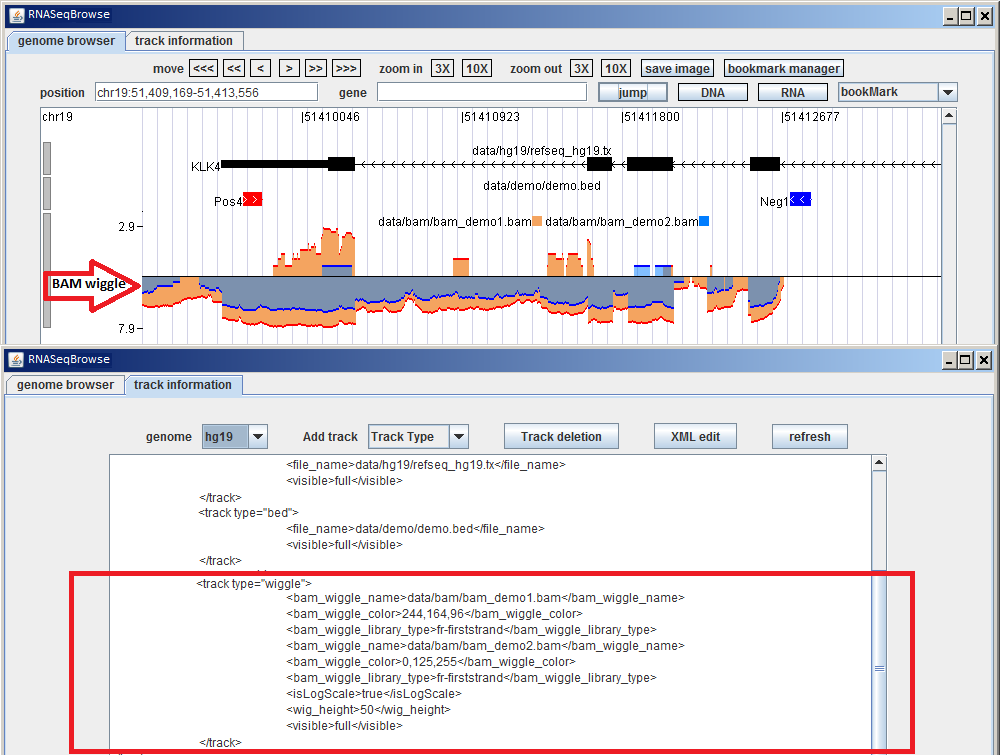 RNASeqBrowse
genome browser track information
move <<< << < > >> >>> zoom in 3X 10X zoom out 3X 10X save image bookmark manager
position chr19:51,409,169-51,413,556 gene jump DNA RNA bookMark
chr19 |51410046 |51410923 |51411800 |51412677
data/hg19/refseq_hg19.tx
KLK4
data/demo/demo.bed
Pos4 Neg1
data/bam/bam_demo1.bam data/bam/bam_demo2.bam
2.9
BAM wiggle
7.9
RNASeqBrowse
genome browser track information
genome hg19 Add track Track Type Track deletion XML edit refresh
<file_name>data/hg19/refseq_hg19.tx</file_name>
<visible>full</visible>
</track>
<track type="bed">
<file_name>data/demo/demo.bed</file_name>
<visible>full</visible>
</track>
<track type="wiggle">
<bam_wiggle_name>data/bam/bam_demo1.bam</bam_wiggle_name>
<bam_wiggle_color>244,164,96</bam_wiggle_color>
<bam_wiggle_library_type>fr-firststrand</bam_wiggle_library_type>
<bam_wiggle_name>data/bam/bam_demo2.bam</bam_wiggle_name>
<bam_wiggle_color>0,125,255</bam_wiggle_color>
<bam_wiggle_library_type>fr-firststrand</bam_wiggle_library_type>
<isLogScale>true</isLogScale>
<wig_height>50</wig_height>
<visible>full</visible>
</track>